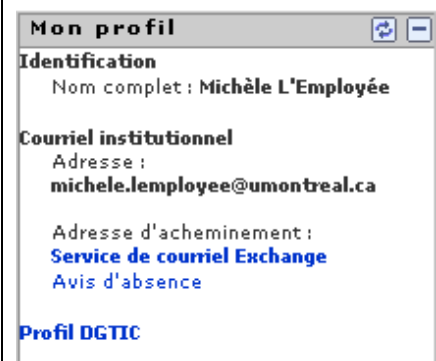 Mon profil
Identification
Nom complet : Michèle L'Employée
Courriel institutionnel
Adresse :
michele.lemployee@umontreal.ca
Adresse d'acheminement :
Service de courriel Exchange
Avis d'absence
Profil DGTIC